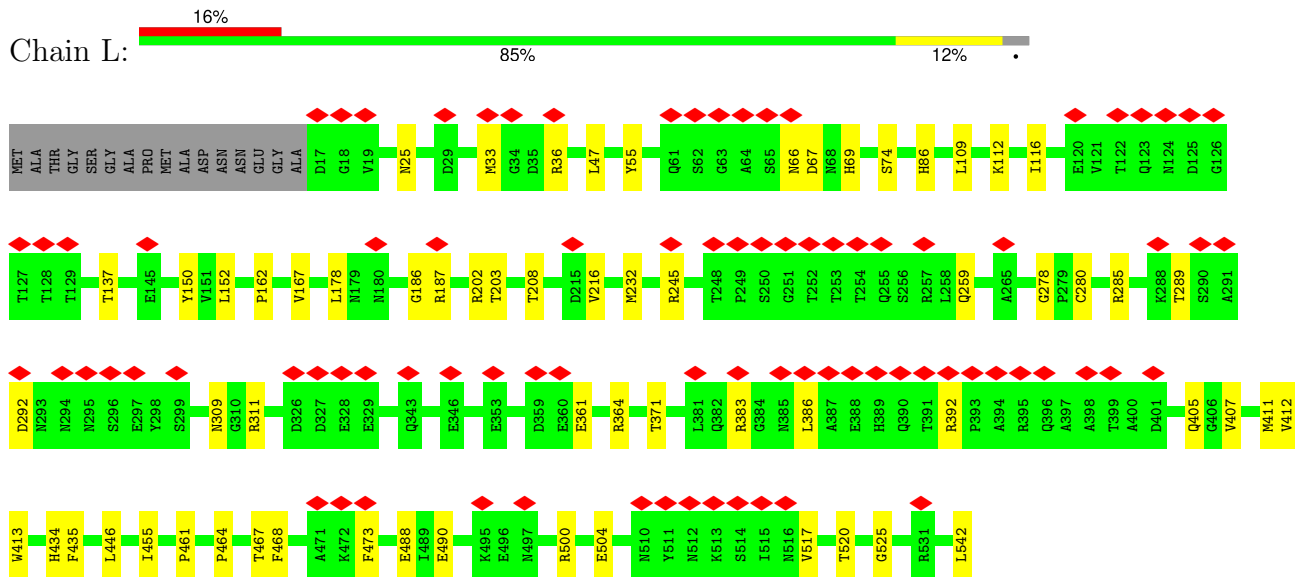 16%
Chain L:
85% 12% •
MET ALA THR GLY SER GLY ALA PRO MET ALA ASP ASN ASN GLU GLY ALA D17 G18 V19 N25 D29 M33 G34 D35 R36 L47 Y55 Q61 S62 G63 A64 S65 N66 D67 N68 H69 S74 H86 L109 K112 I116 E120 V121 T122 Q123 N124 D125 G126
T127 T128 T129 T137 E145 Y150 V151 L152 P162 V167 L178 N179 N180 G186 R187 R202 T203 T208 D215 V216 M232 R245 T248 P249 S250 G251 T252 T253 T254 Q255 S256 R257 L258 Q259 A265 G278 P279 C280 R285 K288 T289 S290 A291
D292 N293 N294 N295 S296 E297 Y298 S299 N309 G310 R311 D326 D327 E328 E329 Q343 E346 E353 D359 E360 E361 R364 T371 L381 Q382 R383 G384 N385 L386 A387 E388 H389 Q390 T391 R392 P393 A394 R395 Q396 A397 A398 T399 A400 D401 Q405 G406 V407 M411 V412
W413 H434 F435 L446 I455 P461 P464 T467 F468 A471 K472 F473 E488 I489 E490 K495 E496 N497 R500 E504 N510 Y511 N512 K513 S514 I515 N516 V517 T520 G525 R531 L542